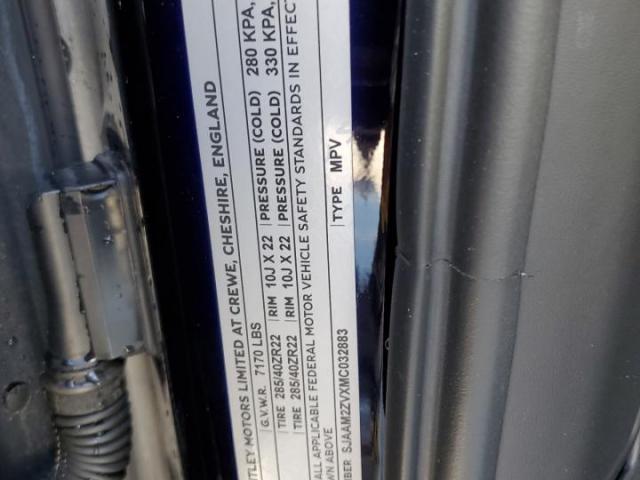 TLEY MOTORS LIMITED AT CREWE, CHESHIRE, ENGLAND
G.V.W.R. 7170 LBS
TIRE 285/40ZR22 RIM 10J X 22 PRESSURE (COLD) 280 KPA,
TIRE 285/40ZR22 RIM 10J X 22 PRESSURE (COLD) 330 KPA,
ALL APPLICABLE FEDERAL MOTOR VEHICLE SAFETY STANDARDS IN EFFECT
WN ABOVE
BER SJAAM2ZVXMC032883 TYPE MPV